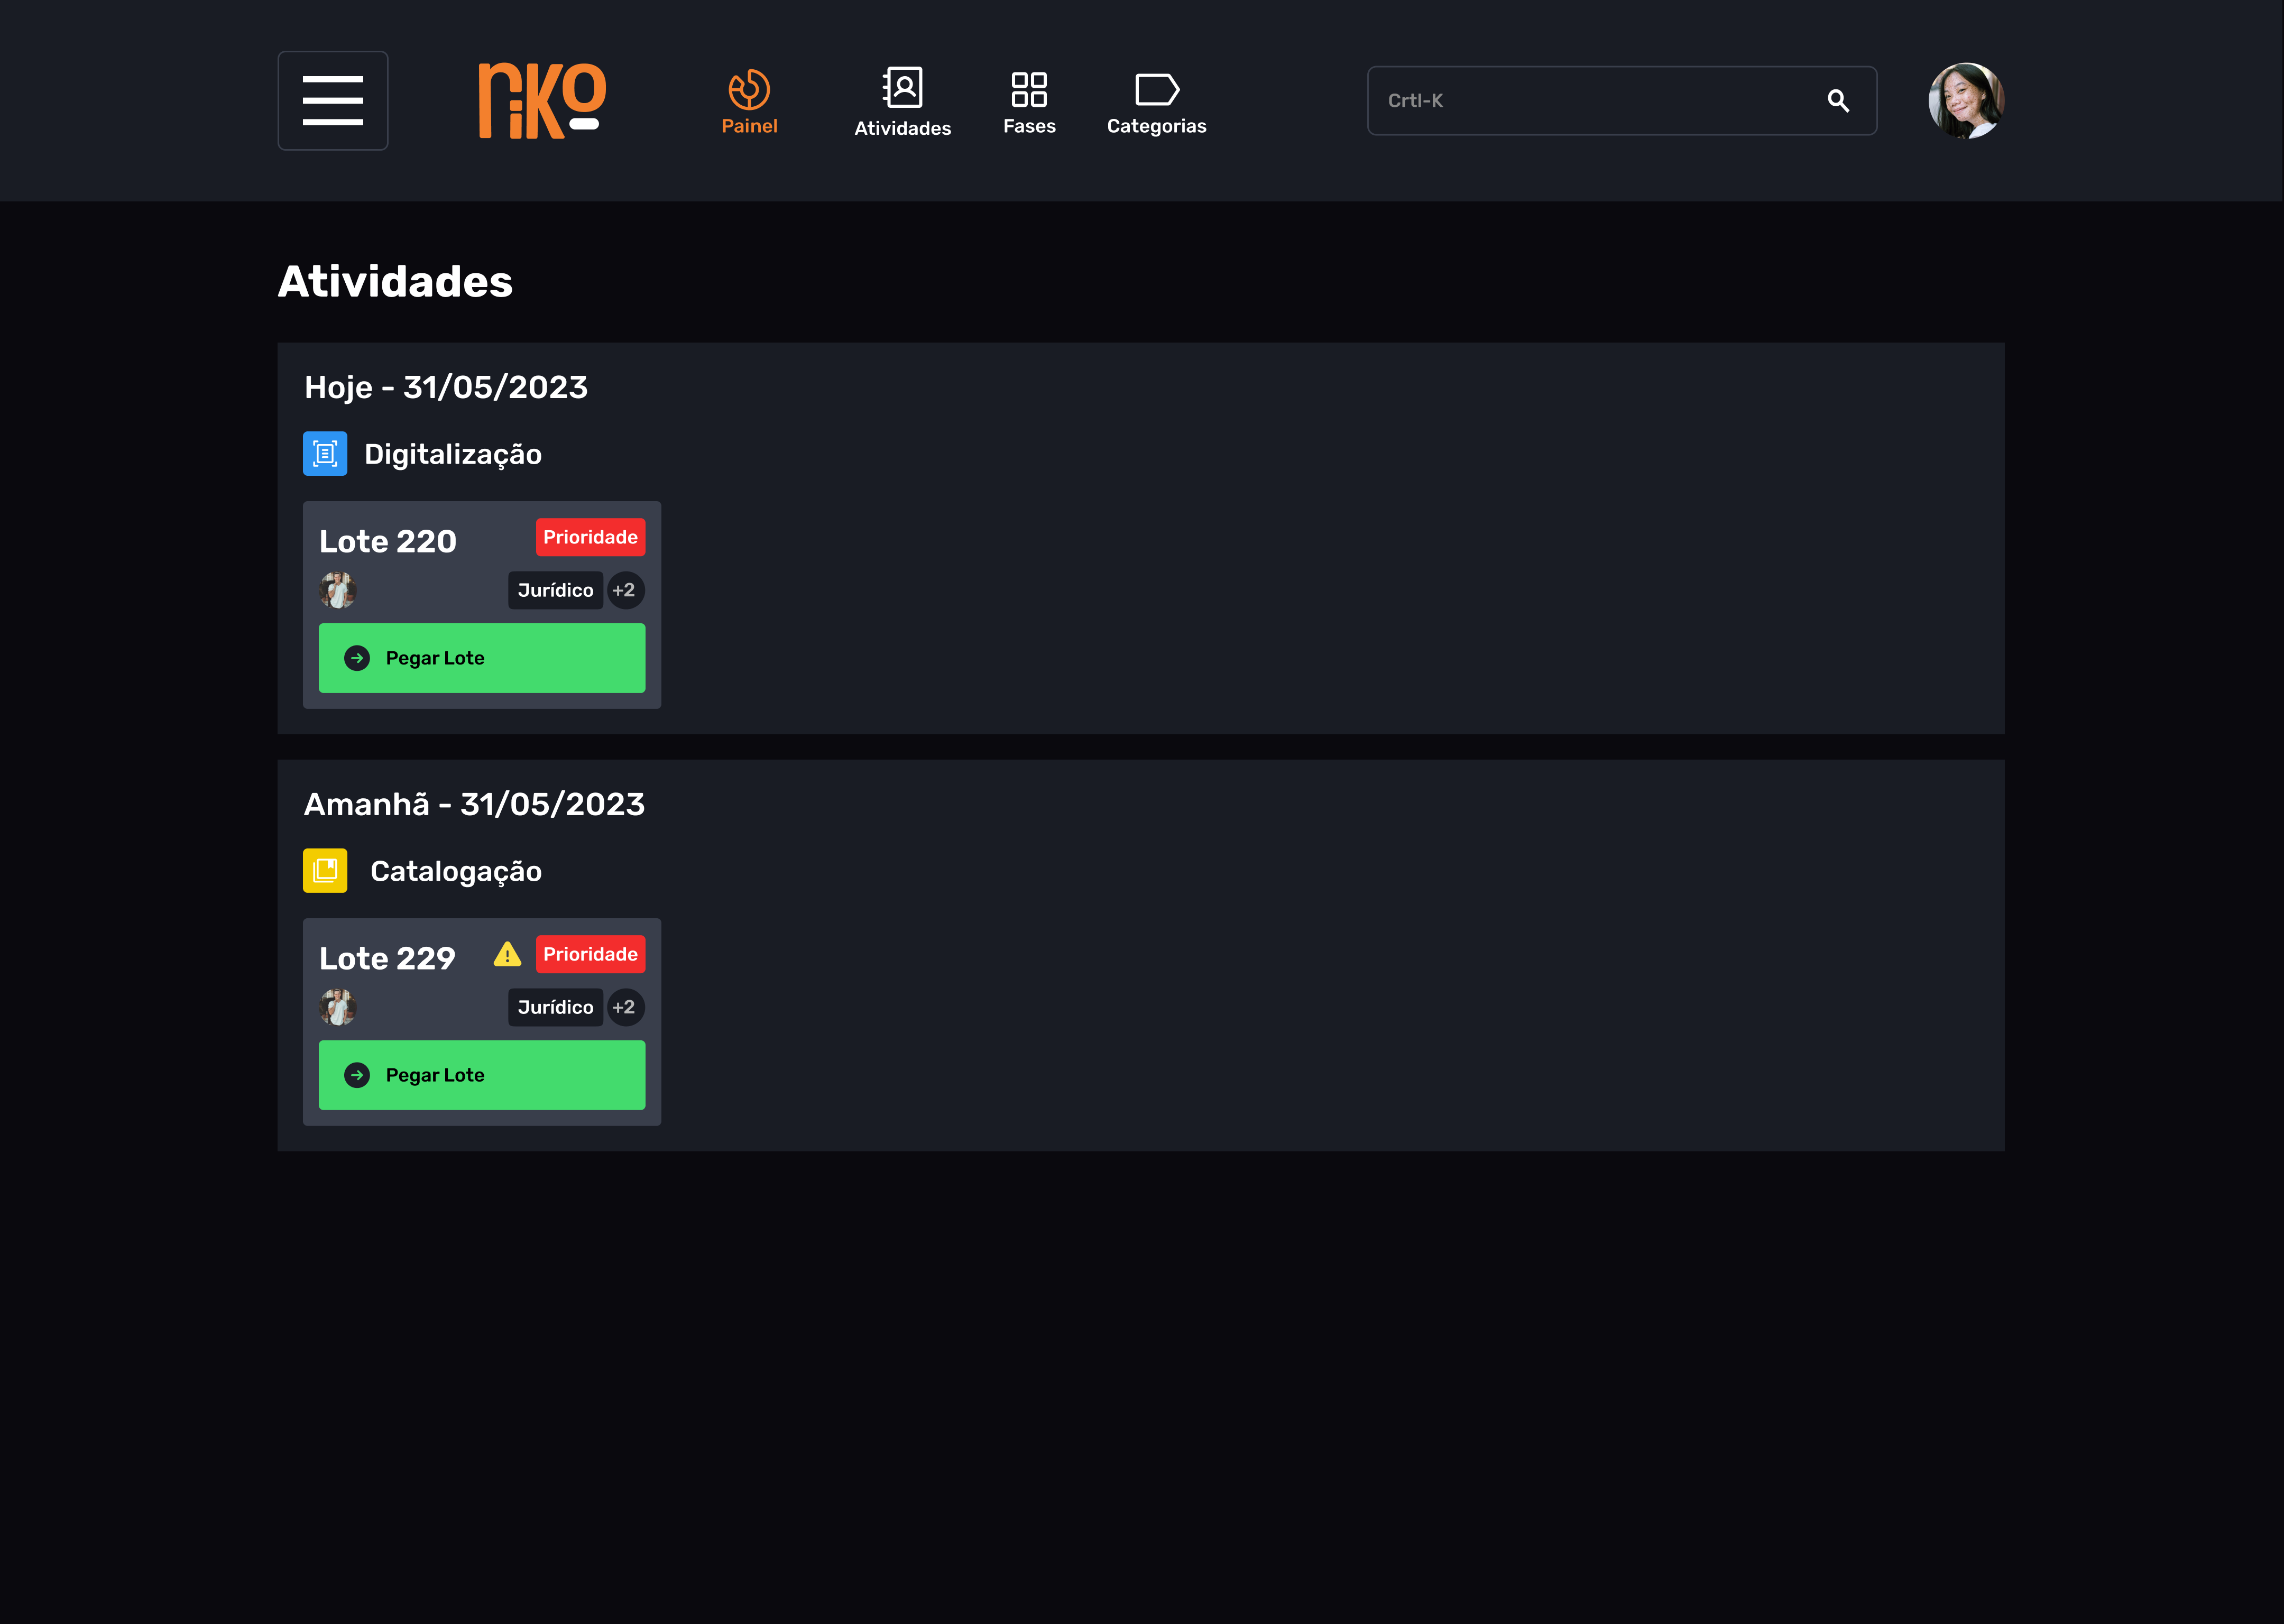 niko
Painel
Atividades
Fases
Categorias
Crtl-K
Atividades
Hoje - 31/05/2023
Digitalização
Lote 220
Prioridade
Jurídico
+2
Pegar Lote
Amanhã - 31/05/2023
Catalogação
Lote 229
Prioridade
Jurídico
+2
Pegar Lote